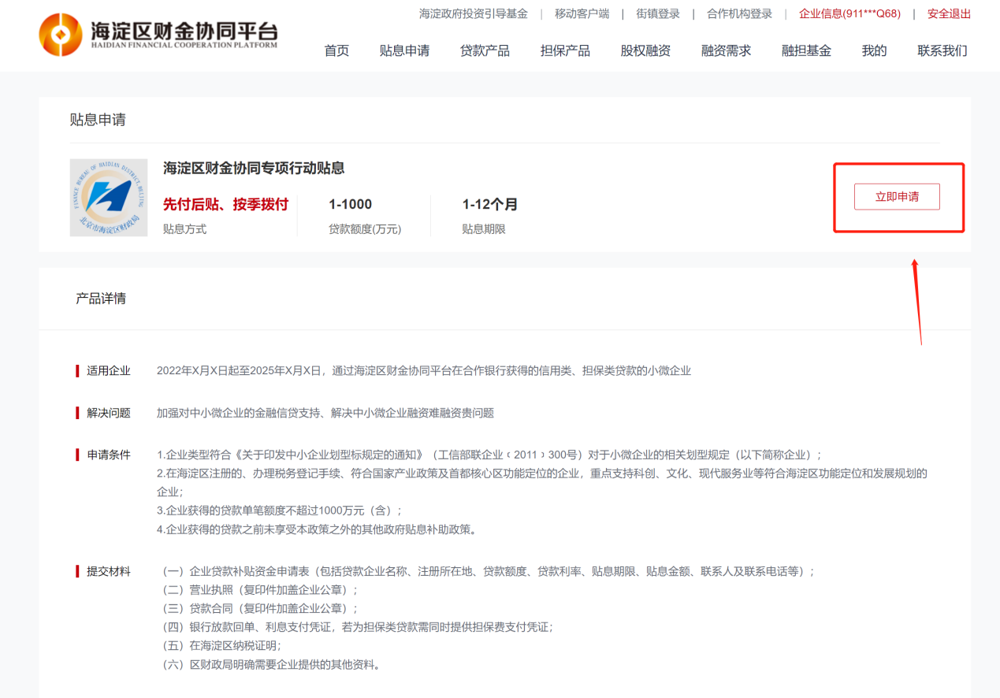 海淀政府投资引导基金 | 移动客户端 | 街镇登录 | 合作机构登录 | 企业信息(911***Q68) | 安全退出
海淀区财金协同平台
HAIDIAN FINANCIAL COOPERATION PLATFORM
首页 贴息申请 贷款产品 担保产品 股权融资 融资需求 融担基金 我的 联系我们
贴息申请
FINANCE BUREAU OF HAIDIAN DISTRICT, BEIJING
北京市海淀区财政局
海淀区财金协同专项行动贴息
先付后贴、按季拨付 1-1000 1-12个月
贴息方式 贷款额度(万元) 贴息期限
立即申请
产品详情
适用企业 2022年X月X日起至2025年X月X日，通过海淀区财金协同平台在合作银行获得的信用类、担保类贷款的小微企业
解决问题 加强对中小微企业的金融信贷支持、解决中小微企业融资难融资贵问题
申请条件 1.企业类型符合《关于印发中小企业划型标规定的通知》（工信部联企业﹝2011﹞300号）对于小微企业的相关划型规定（以下简称企业）；
2.在海淀区注册的、办理税务登记手续、符合国家产业政策及首都核心区功能定位的企业，重点支持科创、文化、现代服务业等符合海淀区功能定位和发展规划的
企业；
3.企业获得的贷款单笔额度不超过1000万元（含）；
4.企业获得的贷款之前未享受本政策之外的其他政府贴息补助政策。
提交材料 （一）企业贷款补贴资金申请表（包括贷款企业名称、注册所在地、贷款额度、贷款利率、贴息期限、贴息金额、联系人及联系电话等）；
（二）营业执照（复印件加盖企业公章）；
（三）贷款合同（复印件加盖企业公章）；
（四）银行放款回单、利息支付凭证，若为担保类贷款需同时提供担保费支付凭证；
（五）在海淀区纳税证明；
（六）区财政局明确需要企业提供的其他资料。